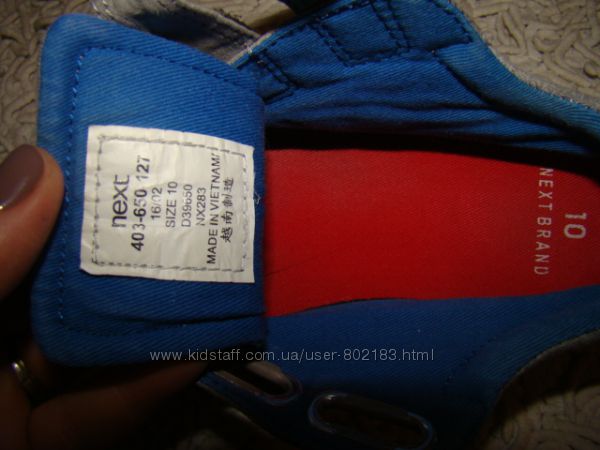 next
403-650 127
16/02
SIZE 10
D39650
NX283
MADE IN VIETNAM
越南制造
10
NEXT BRAND
www.kidstaff.com.ua/user-802183.html